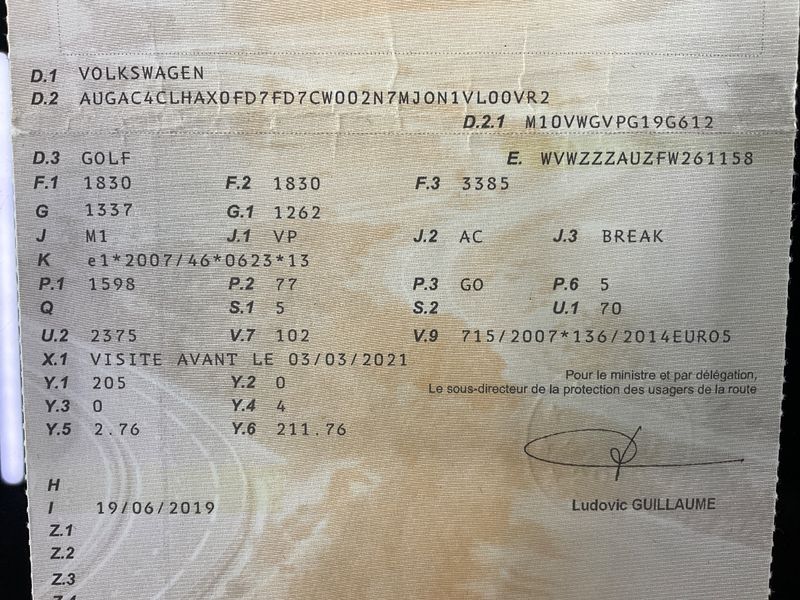 D.1 VOLKSWAGEN
D.2 AUGAC4CLHAX0FD7FD7CW002N7MJON1VL00VR2
D.2.1 M10VWGVPG19G612
D.3 GOLF E. WVWZZZAUZFW261158
F.1 1830 F.2 1830 F.3 3385
G 1337 G.1 1262
J M1 J.1 VP J.2 AC J.3 BREAK
K e1*2007/46*0623*13
P.1 1598 P.2 77 P.3 GO P.6 5
Q S.1 5 S.2 U.1 70
U.2 2375 V.7 102 V.9 715/2007*136/2014EURO5
X.1 VISITE AVANT LE 03/03/2021
Y.1 205 Y.2 0
Pour le ministre et par délégation,
Le sous-directeur de la protection des usagers de la route
Y.3 0 Y.4 4
Y.5 2.76 Y.6 211.76
H
I 19/06/2019
Ludovic GUILLAUME
Z.1
Z.2
Z.3